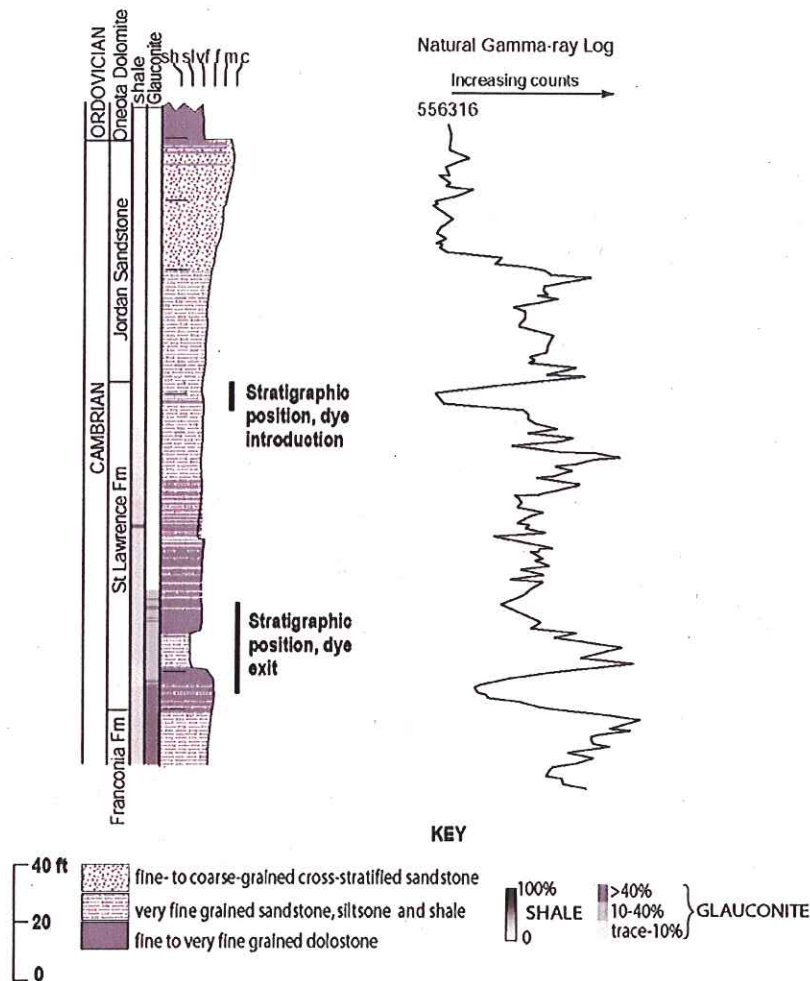 ORDOVICIAN
Oneota Dolomite
shale
Glauconite
sh sl vf f m c
Natural Gamma-ray Log
Increasing counts
556316
CAMBRIAN
Jordan Sandstone
St Lawrence Fm
Franconia Fm
Stratigraphic
position, dye
introduction
Stratigraphic
position, dye
exit
KEY
40 ft
20
0
fine- to coarse-grained cross-stratified sandstone
very fine grained sandstone, siltsone and shale
fine to very fine grained dolostone
100%
SHALE
0
>40%
10-40%
trace-10%
GLAUCONITE